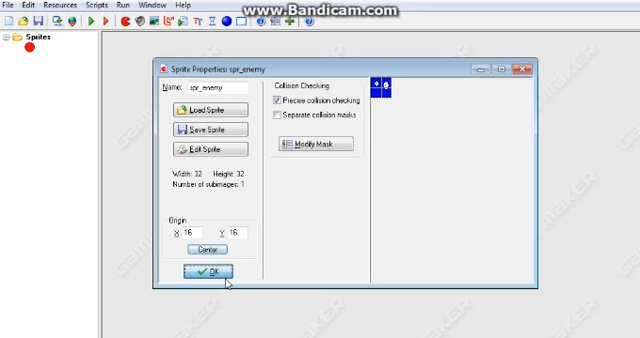 www.Bandicam.com
File Edit Resources Scripts Run Window Help
Sprites
Sprite Properties: spr_enemy
Name: spr_enemy
Load Sprite
Save Sprite
Edit Sprite
Width: 32 Height: 32
Number of subimages: 1
Origin
X 16 Y 16
Center
OK
Collision Checking
Precise collision checking
Separate collision masks
Modify Mask